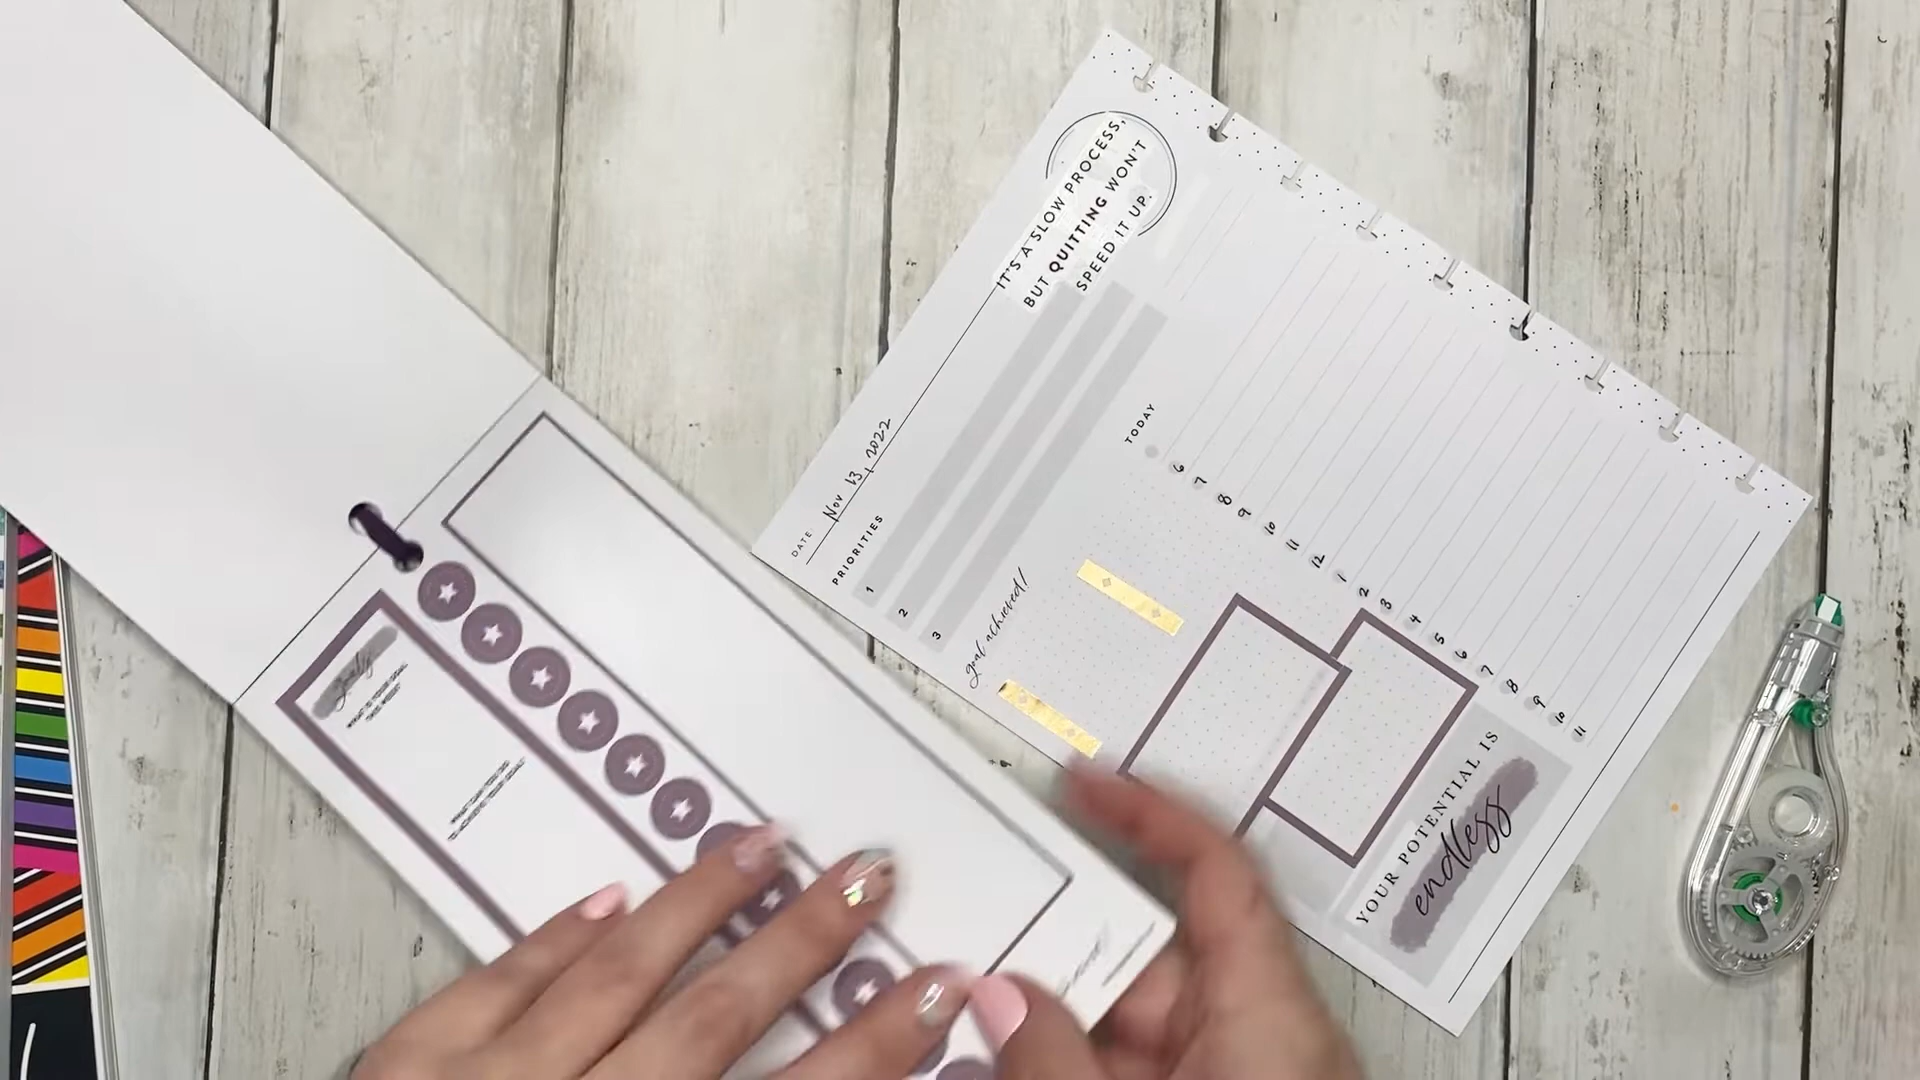 IT'S A SLOW PROCESS,
BUT QUITTING WON'T
SPEED IT UP.
DATE Nov 13, 2022
PRIORITIES
1
2
3
goal achieved!
TODAY
6
7
8
9
10
11
12
1
2
3
4
5
6
7
8
9
10
11
YOUR POTENTIAL IS
endless